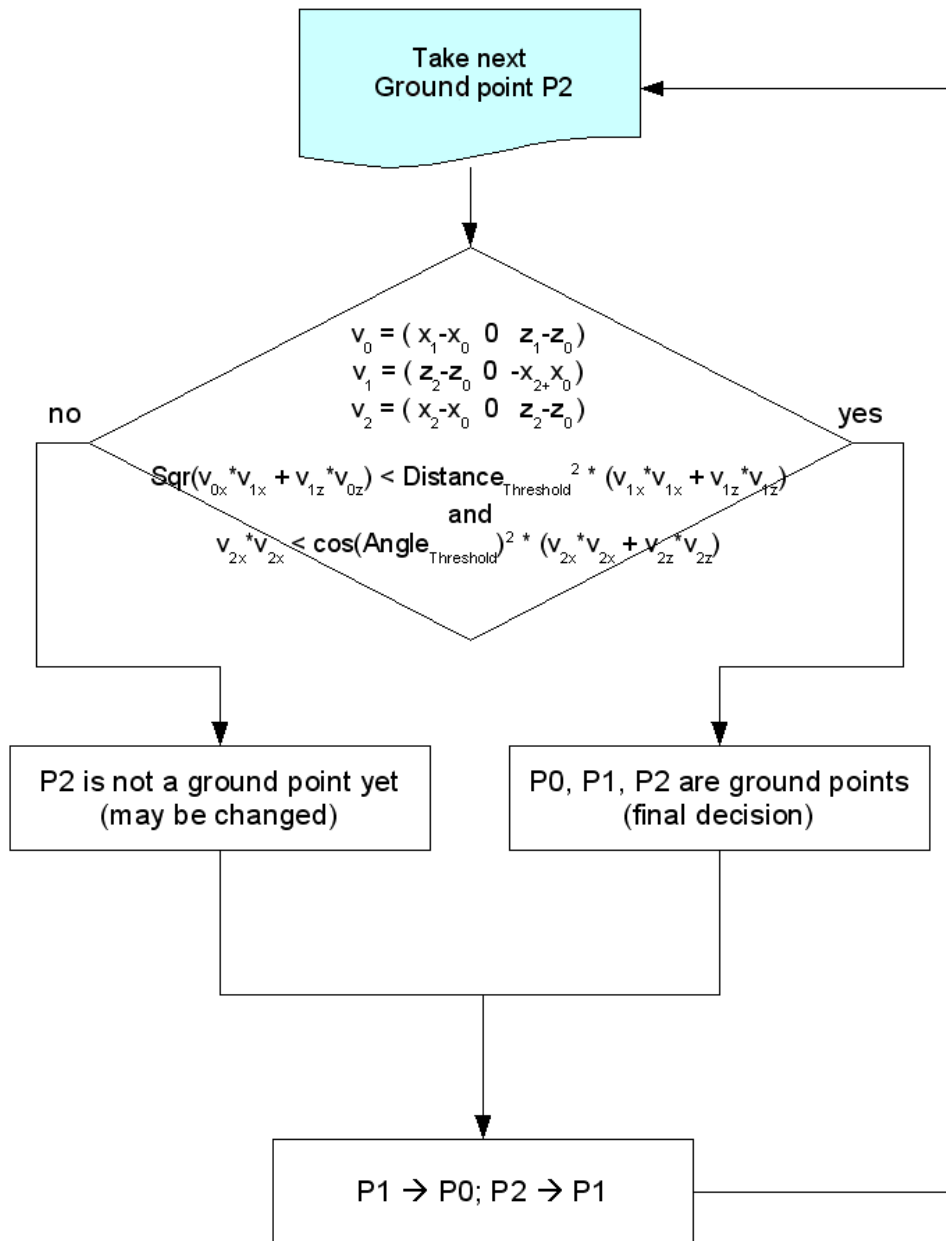 Take next
Ground point P2
v₀ = ( x₁-x₀ 0 z₁-z₀ )
v₁ = ( z₂-z₀ 0 -x₂₊x₀ )
v₂ = ( x₂-x₀ 0 z₂-z₀ )
no
yes
Sqr(v₀ₓ*v₁ₓ + v₁z*v₀z) < DistanceThreshold² * (v₁ₓ*v₁ₓ + v₁z*v₁z)
and
v₂ₓ*v₂ₓ < cos(AngleThreshold)² * (v₂ₓ*v₂ₓ + v₂z*v₂z)
P2 is not a ground point yet
(may be changed)
P0, P1, P2 are ground points
(final decision)
P1 → P0; P2 → P1